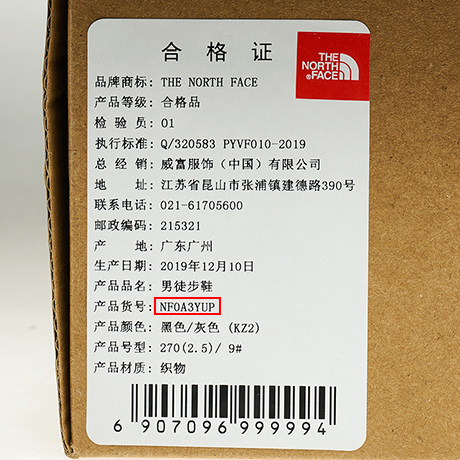 合格证
THE
NORTH
FACE
品牌商标: THE NORTH FACE
产品等级: 合格品
检 验 员: 01
执行标准: Q/320583 PYVF010-2019
总 经 销: 威富服饰（中国）有限公司
地 址: 江苏省昆山市张浦镇建德路390号
联系电话: 021-61705600
邮政编码: 215321
产 地: 广东广州
生产日期: 2019年12月10日
产品品名: 男徒步鞋
产品货号: NF0A3YUP
产品颜色: 黑色/灰色 (KZ2)
产品号型: 270(2.5)/ 9#
产品材质: 织物
6 907096 999994